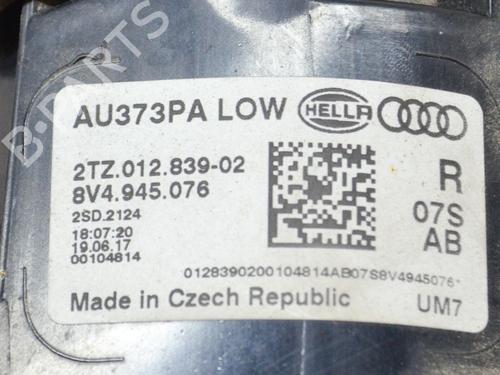 AU373PA LOW HELLA
2TZ.012.839-02
8V4.945.076
2SD.2124
18:07:20
19.06.17
00104814
R
07S
AB
01283900200104814AB07S8V4945076*
Made in Czech Republic UM7
B-PARTS